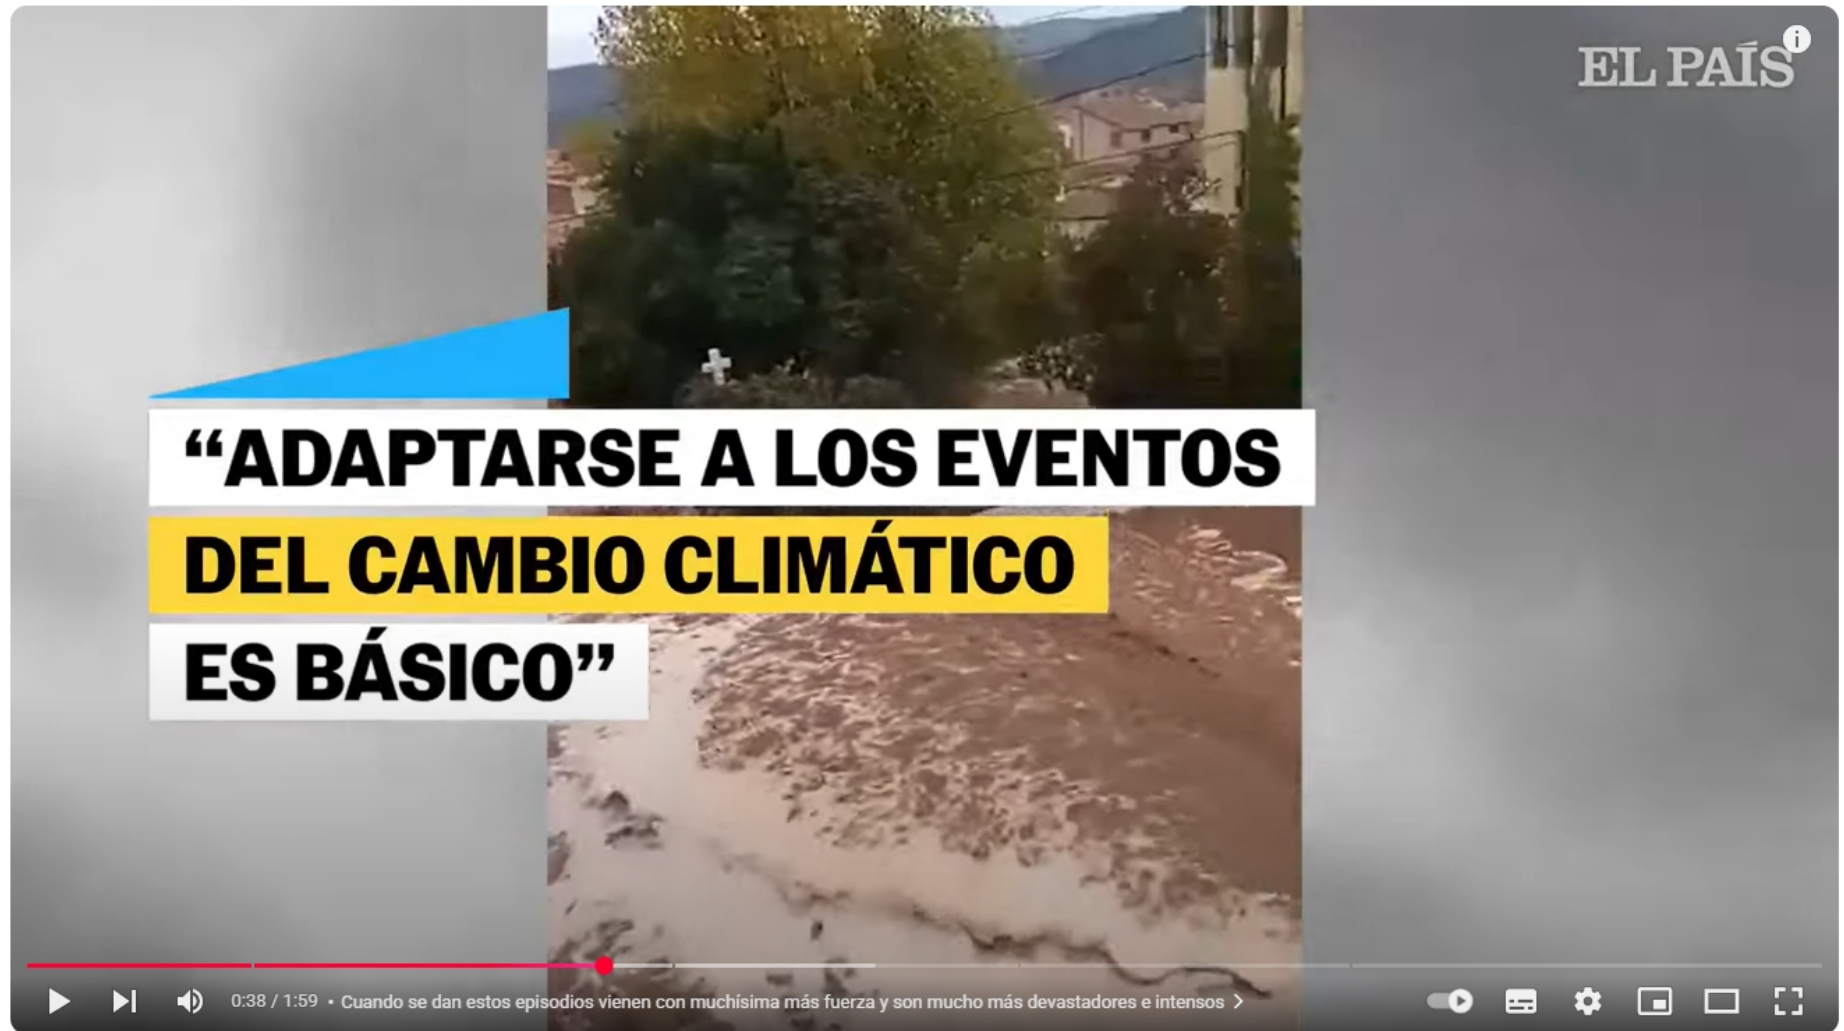 EL PAÍS
“ADAPTARSE A LOS EVENTOS
DEL CAMBIO CLIMÁTICO
ES BÁSICO”
0:38 / 1:59 • Cuando se dan estos episodios vienen con muchísima más fuerza y son mucho más devastadores e intensos